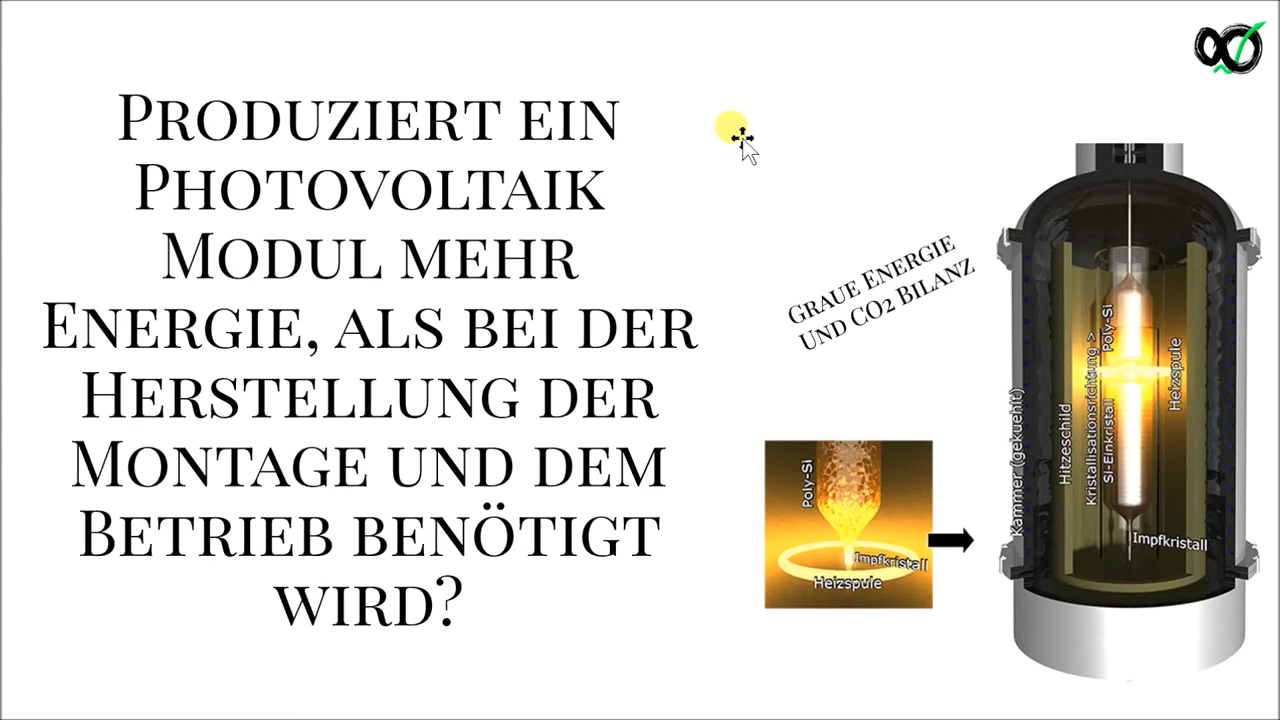 Produziert ein
Photovoltaik
Modul mehr
Energie, als bei der
Herstellung der
Montage und dem
Betrieb benötigt
wird?
Graue Energie
Und CO2 Bilanz
Poly-Si
Impfkristall
Heizspule
Kammer (gekuehlt)
Hitzeschild
Kristallisationsrichtung >
Si-Einkristall
Poly-Si
Heizspule
Impfkristall